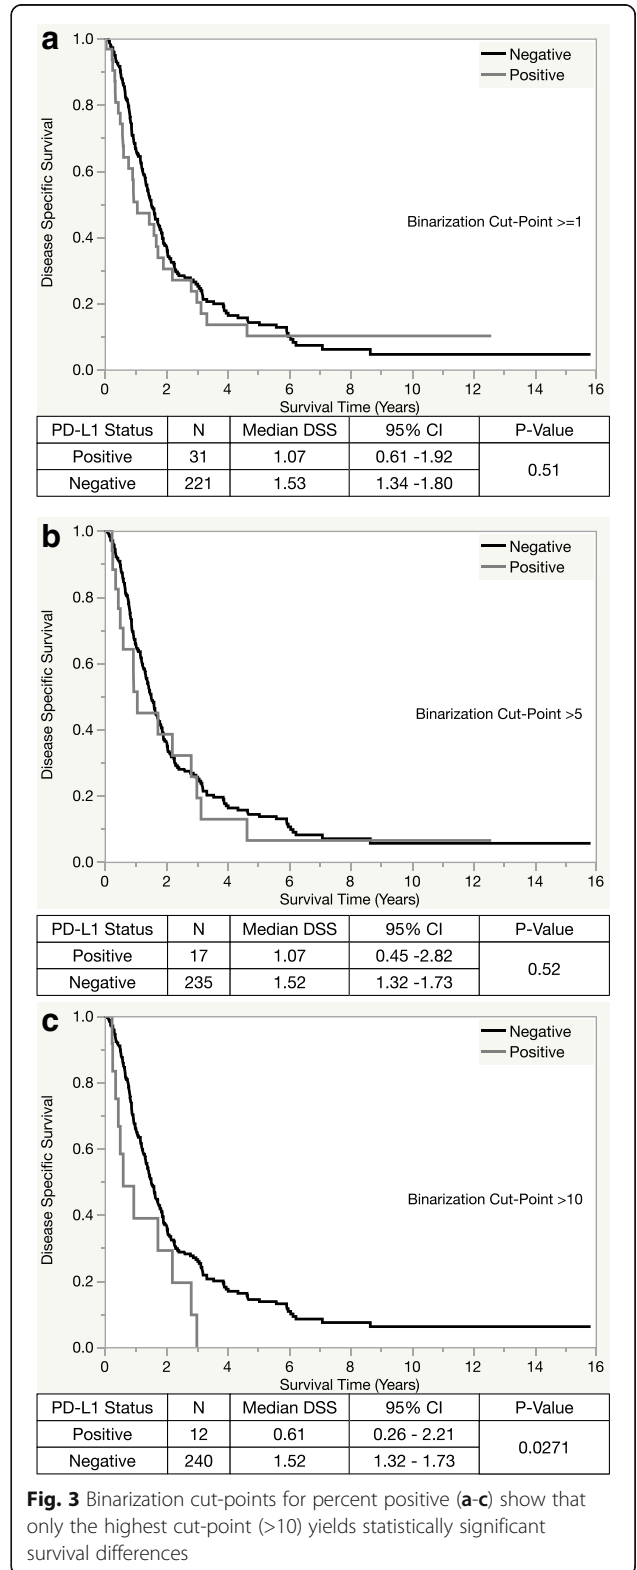 a
1.0
0.8
0.6
0.4
0.2
0.0
Disease Specific Survival
Negative
Positive
Binarization Cut-Point >=1
0 2 4 6 8 10 12 14 16
Survival Time (Years)
PD-L1 Status N Median DSS 95% CI P-Value
Positive 31 1.07 0.61 -1.92 0.51
Negative 221 1.53 1.34 -1.80
b
1.0
0.8
0.6
0.4
0.2
0.0
Disease Specific Survival
Negative
Positive
Binarization Cut-Point >5
0 2 4 6 8 10 12 14 16
Survival Time (Years)
PD-L1 Status N Median DSS 95% CI P-Value
Positive 17 1.07 0.45 -2.82 0.52
Negative 235 1.52 1.32 -1.73
c
1.0
0.8
0.6
0.4
0.2
0.0
Disease Specific Survival
Negative
Positive
Binarization Cut-Point >10
0 2 4 6 8 10 12 14 16
Survival Time (Years)
PD-L1 Status N Median DSS 95% CI P-Value
Positive 12 0.61 0.26 - 2.21 0.0271
Negative 240 1.52 1.32 - 1.73
Fig. 3 Binarization cut-points for percent positive (a-c) show that
only the highest cut-point (>10) yields statistically significant
survival differences